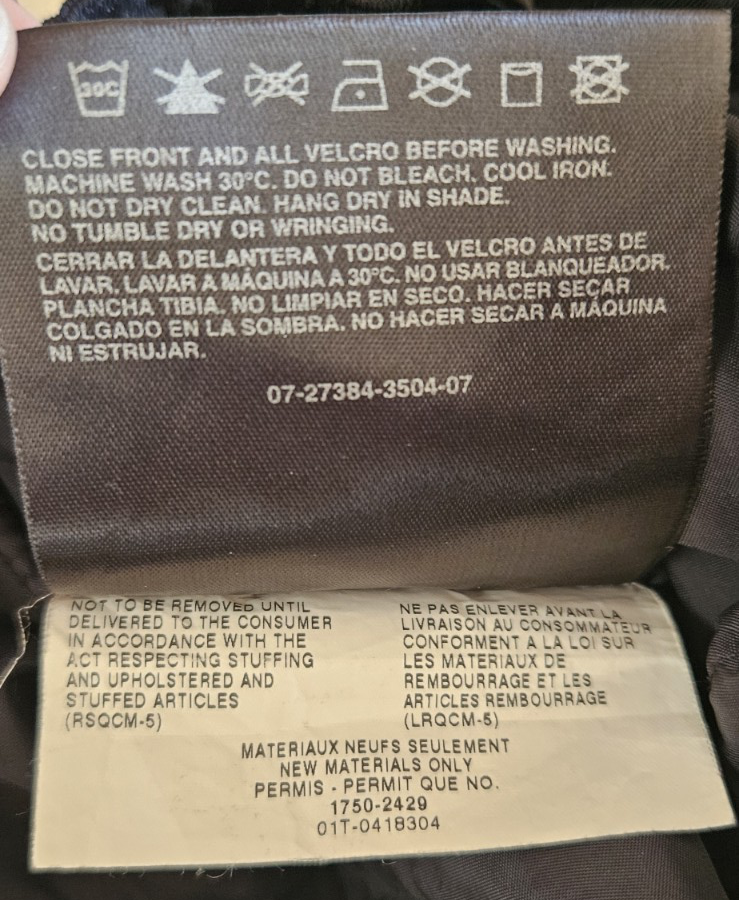 30C
CLOSE FRONT AND ALL VELCRO BEFORE WASHING.
MACHINE WASH 30°C. DO NOT BLEACH. COOL IRON.
DO NOT DRY CLEAN. HANG DRY IN SHADE.
NO TUMBLE DRY OR WRINGING.
CERRAR LA DELANTERA Y TODO EL VELCRO ANTES DE
LAVAR. LAVAR A MÁQUINA A 30°C. NO USAR BLANQUEADOR.
PLANCHA TIBIA. NO LIMPIAR EN SECO. HACER SECAR
COLGADO EN LA SOMBRA. NO HACER SECAR A MÁQUINA
NI ESTRUJAR.
07-27384-3504-07
NOT TO BE REMOVED UNTIL
DELIVERED TO THE CONSUMER
IN ACCORDANCE WITH THE
ACT RESPECTING STUFFING
AND UPHOLSTERED AND
STUFFED ARTICLES
(RSQCM-5)
NE PAS ENLEVER AVANT LA
LIVRAISON AU CONSOMMATEUR
CONFORMENT A LA LOI SUR
LES MATERIAUX DE
REMBOURRAGE ET LES
ARTICLES REMBOURRAGE
(LRQCM-5)
MATERIAUX NEUFS SEULEMENT
NEW MATERIALS ONLY
PERMIS - PERMIT QUE NO.
1750-2429
01T-0418304